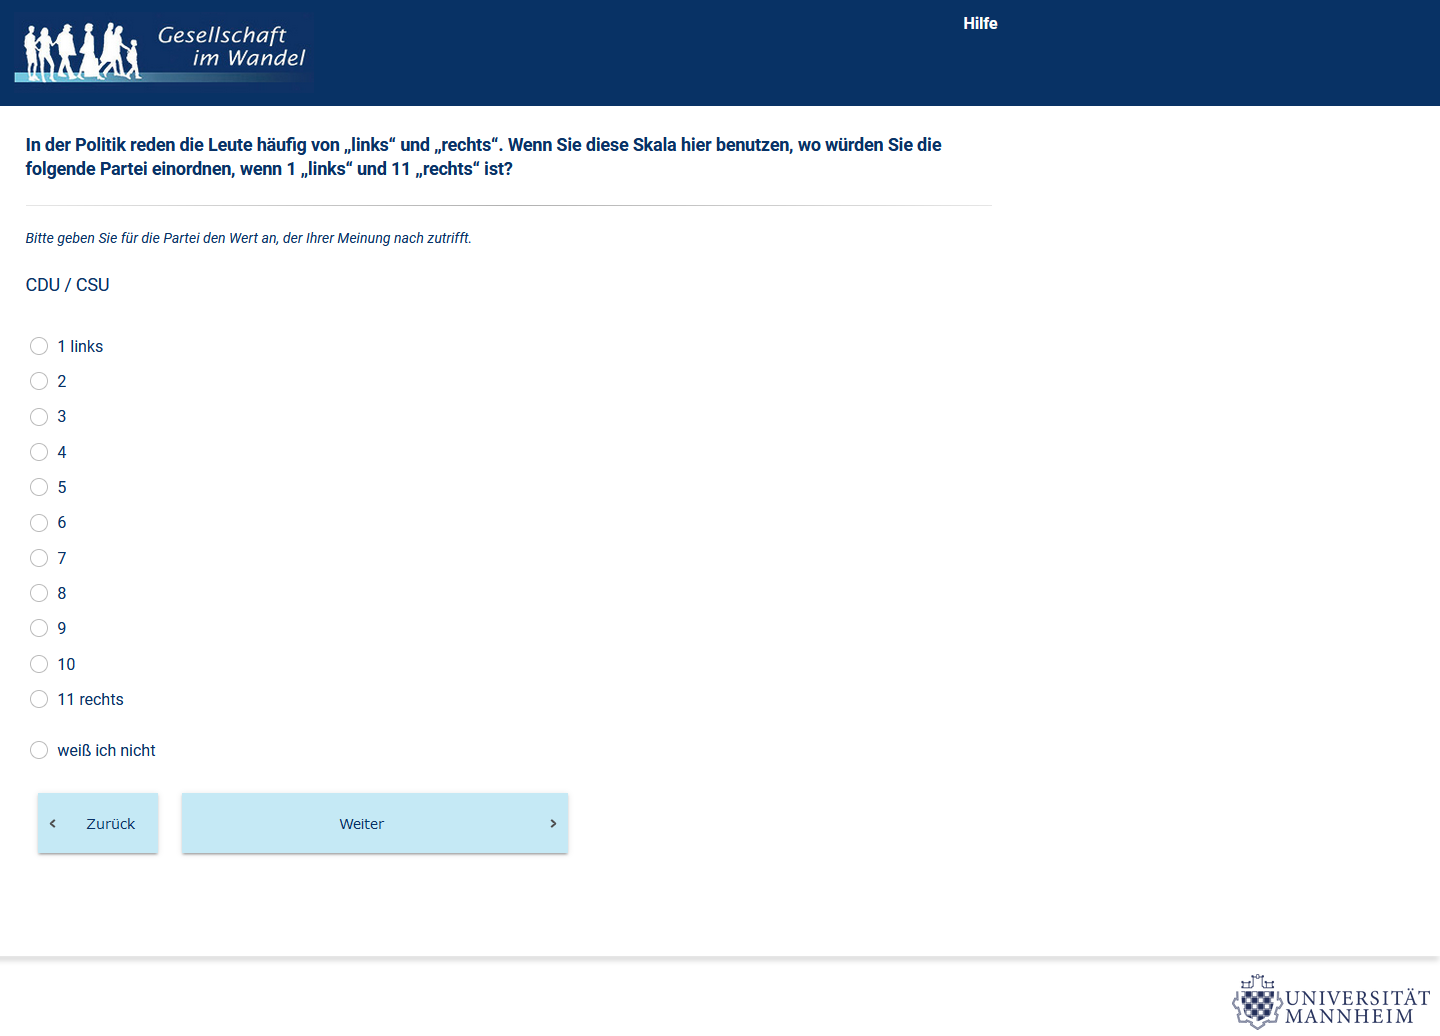 Gesellschaft
im Wandel
Hilfe
In der Politik reden die Leute häufig von „links“ und „rechts“. Wenn Sie diese Skala hier benutzen, wo würden Sie die
folgende Partei einordnen, wenn 1 „links“ und 11 „rechts“ ist?
Bitte geben Sie für die Partei den Wert an, der Ihrer Meinung nach zutrifft.
CDU / CSU
1 links
2
3
4
5
6
7
8
9
10
11 rechts
weiß ich nicht
Zurück
Weiter
UNIVERSITÄT
MANNHEIM